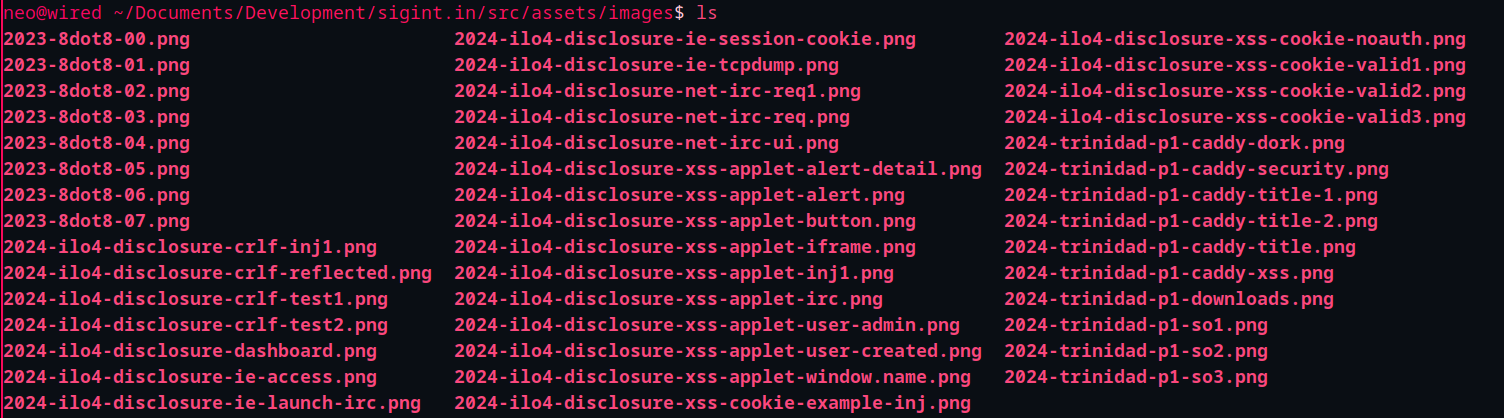 neo@wired ~/Documents/Development/sigint.in/src/assets/images$ ls
2023-8dot8-00.png 2024-ilo4-disclosure-ie-session-cookie.png 2024-ilo4-disclosure-xss-cookie-noauth.png
2023-8dot8-01.png 2024-ilo4-disclosure-ie-tcpdump.png 2024-ilo4-disclosure-xss-cookie-valid1.png
2023-8dot8-02.png 2024-ilo4-disclosure-net-irc-req1.png 2024-ilo4-disclosure-xss-cookie-valid2.png
2023-8dot8-03.png 2024-ilo4-disclosure-net-irc-req.png 2024-ilo4-disclosure-xss-cookie-valid3.png
2023-8dot8-04.png 2024-ilo4-disclosure-net-irc-ui.png 2024-trinidad-p1-caddy-dork.png
2023-8dot8-05.png 2024-ilo4-disclosure-xss-applet-alert-detail.png 2024-trinidad-p1-caddy-security.png
2023-8dot8-06.png 2024-ilo4-disclosure-xss-applet-alert.png 2024-trinidad-p1-caddy-title-1.png
2023-8dot8-07.png 2024-ilo4-disclosure-xss-applet-button.png 2024-trinidad-p1-caddy-title-2.png
2024-ilo4-disclosure-crlf-inj1.png 2024-ilo4-disclosure-xss-applet-iframe.png 2024-trinidad-p1-caddy-title.png
2024-ilo4-disclosure-crlf-reflected.png 2024-ilo4-disclosure-xss-applet-inj1.png 2024-trinidad-p1-caddy-xss.png
2024-ilo4-disclosure-crlf-test1.png 2024-ilo4-disclosure-xss-applet-irc.png 2024-trinidad-p1-downloads.png
2024-ilo4-disclosure-crlf-test2.png 2024-ilo4-disclosure-xss-applet-user-admin.png 2024-trinidad-p1-so1.png
2024-ilo4-disclosure-dashboard.png 2024-ilo4-disclosure-xss-applet-user-created.png 2024-trinidad-p1-so2.png
2024-ilo4-disclosure-ie-access.png 2024-ilo4-disclosure-xss-applet-window.name.png 2024-trinidad-p1-so3.png
2024-ilo4-disclosure-ie-launch-irc.png 2024-ilo4-disclosure-xss-cookie-example-inj.png